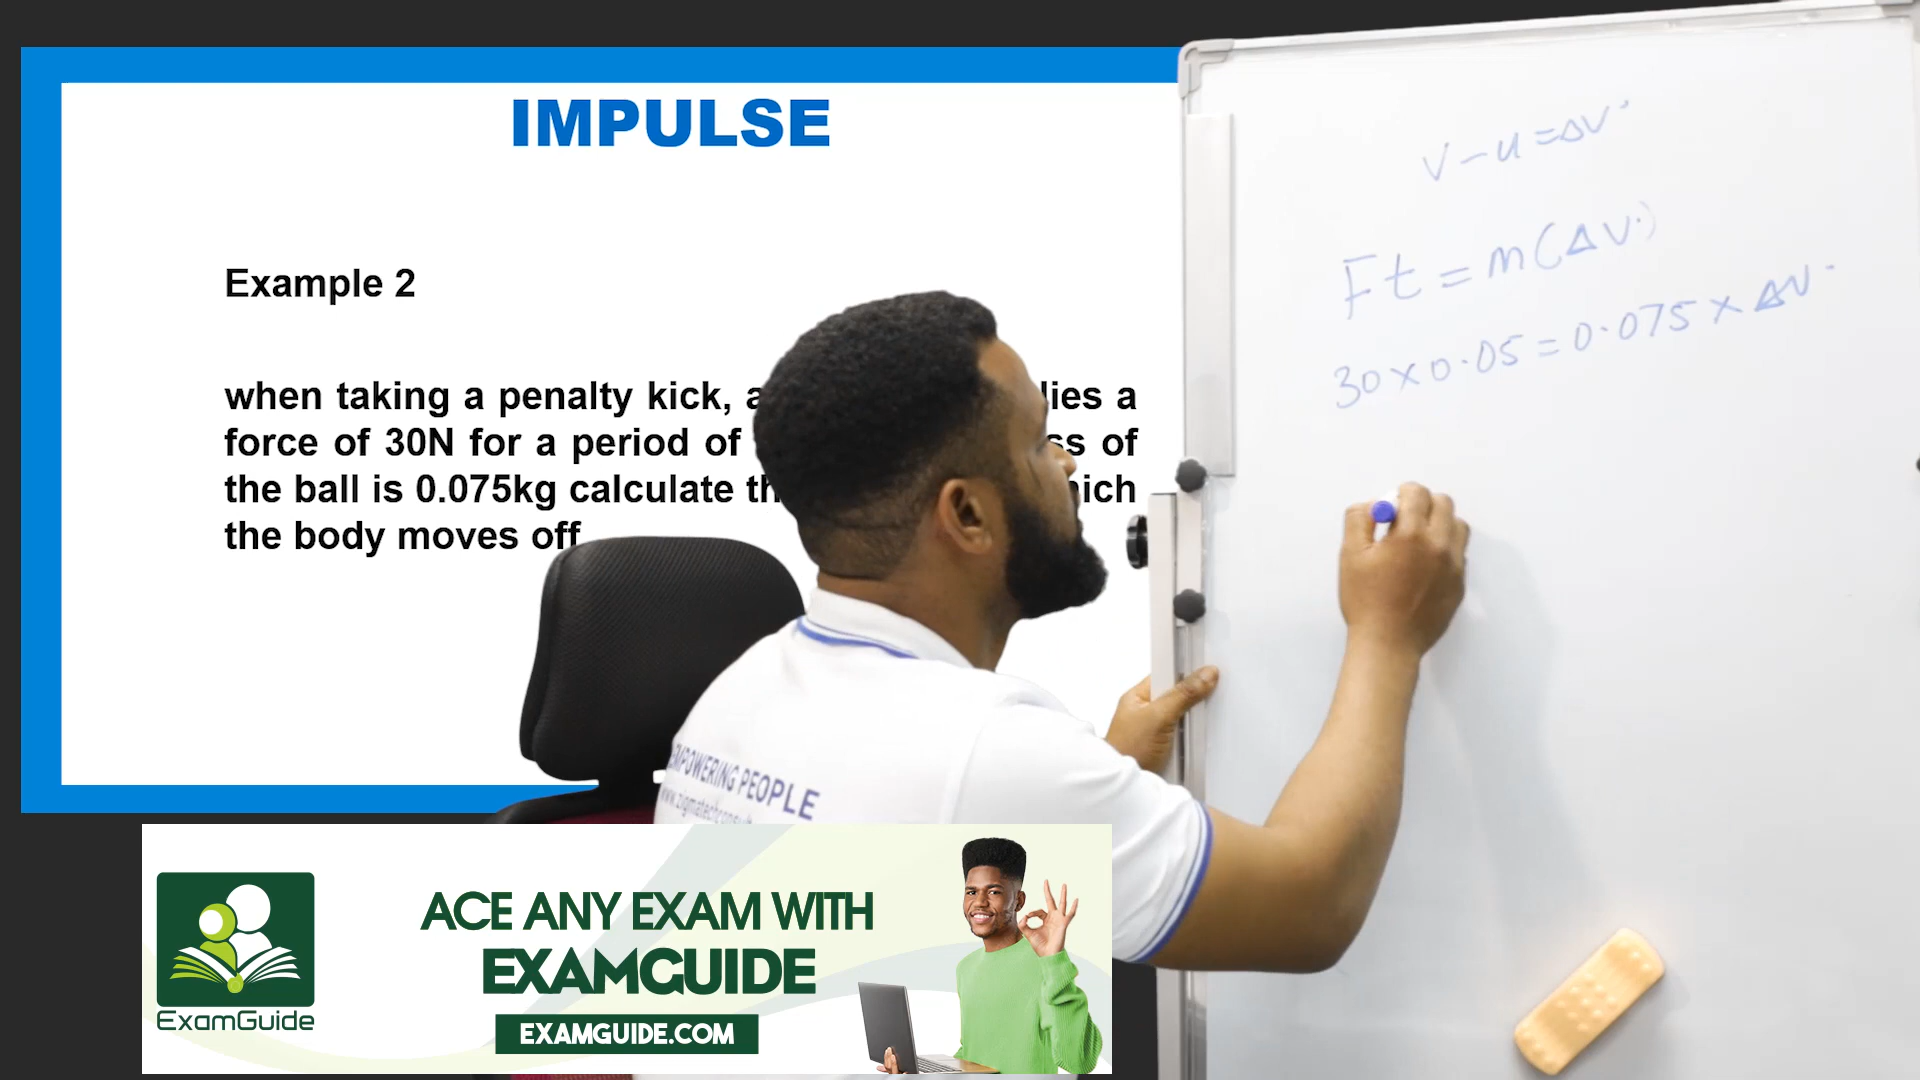 IMPULSE
Example 2
when taking a penalty kick, a lies a
force of 30N for a period of ss of
the ball is 0.075kg calculate th hich
the body moves off
V - u = ΔV
Ft = m(ΔV)
30 x 0.05 = 0.075 x ΔV
EMPOWERING PEOPLE
ExamGuide
ACE ANY EXAM WITH
EXAMGUIDE
EXAMGUIDE.COM